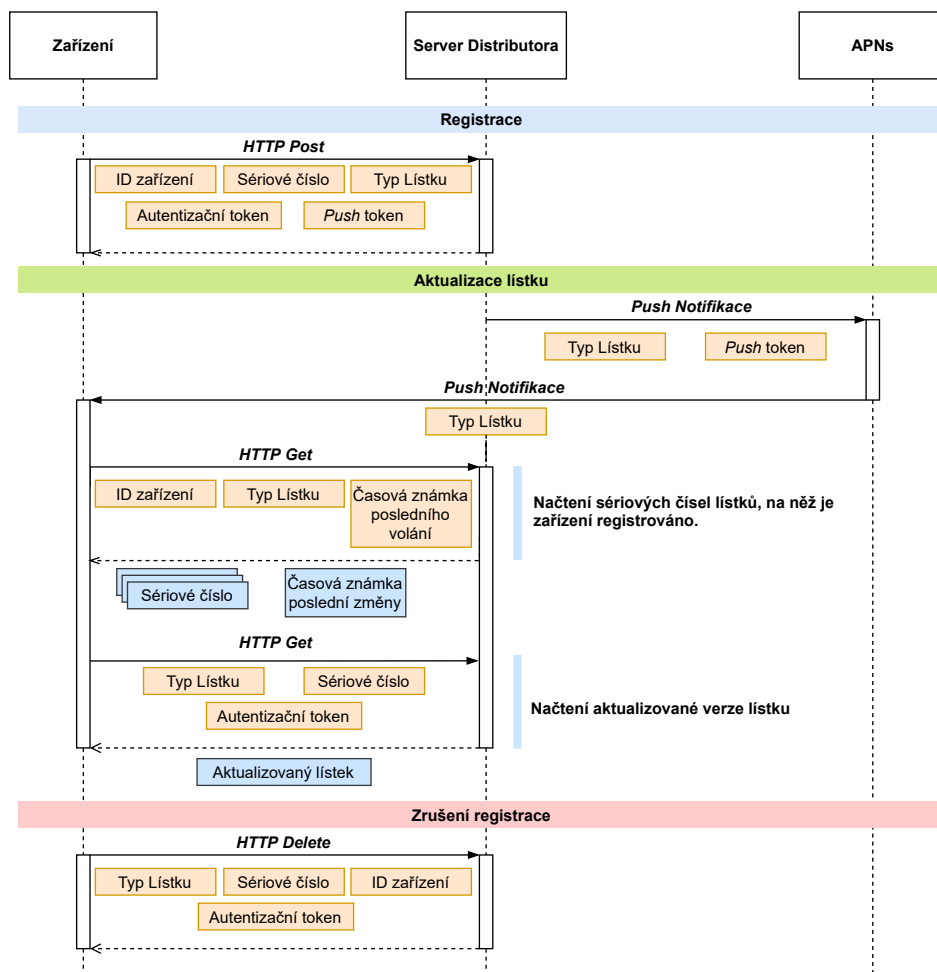 Zařízení
Server Distributora
APNs
Registrace
HTTP Post
ID zařízení
Sériové číslo
Typ Lístku
Autentizační token
Push token
Aktualizace lístku
Push Notifikace
Typ Lístku
Push token
Push Notifikace
Typ Lístku
HTTP Get
ID zařízení
Typ Lístku
Časová známka
posledního
volání
Načtení sériových čísel lístků, na něž je
zařízení registrováno.
Sériové číslo
Časová známka
poslední změny
HTTP Get
Typ Lístku
Sériové číslo
Autentizační token
Načtení aktualizované verze lístku
Aktualizovaný lístek
Zrušení registrace
HTTP Delete
Typ Lístku
Sériové číslo
ID zařízení
Autentizační token